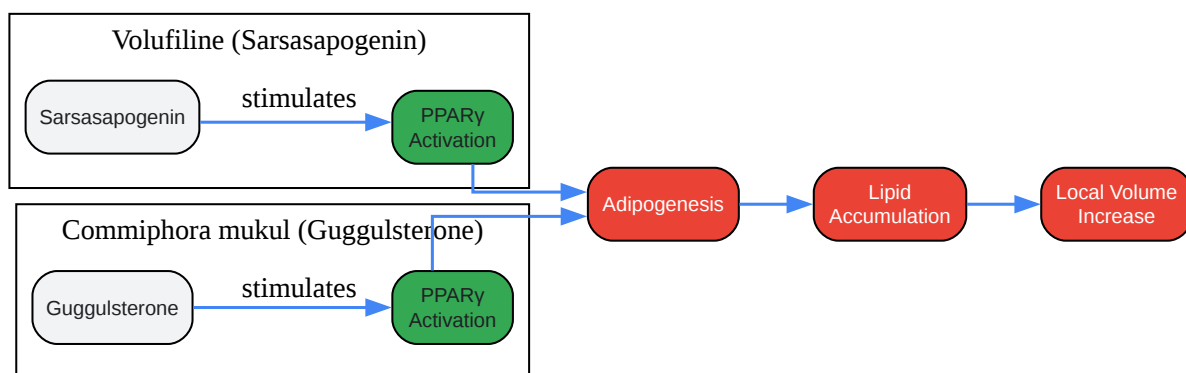 Volufiline (Sarsasapogenin)
Sarsasapogenin
stimulates
PPARγ
Activation
Commiphora mukul (Guggulsterone)
Guggulsterone
stimulates
PPARγ
Activation
Adipogenesis
Lipid
Accumulation
Local Volume
Increase